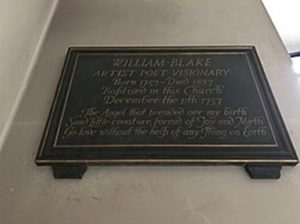 WILLIAM·BLAKE
ARTIST·POET·VISIONARY
Born 1757–Died 1827
Baptised in this Church
December the 11th 1757
The Angel that presided o'er my birth
Said little creature form'd of Joy and Mirth
Go love without the help of any Thing on Earth